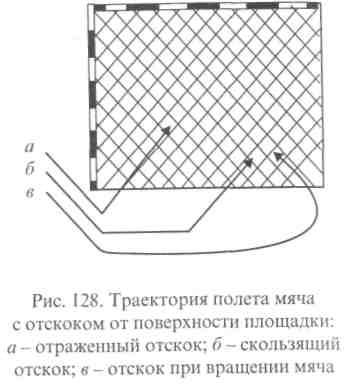 а
б
в
Рис. 128. Траектория полета мяча
с отскоком от поверхности площадки:
а – отраженный отскок; б – скользящий
отскок; в – отскок при вращении мяча